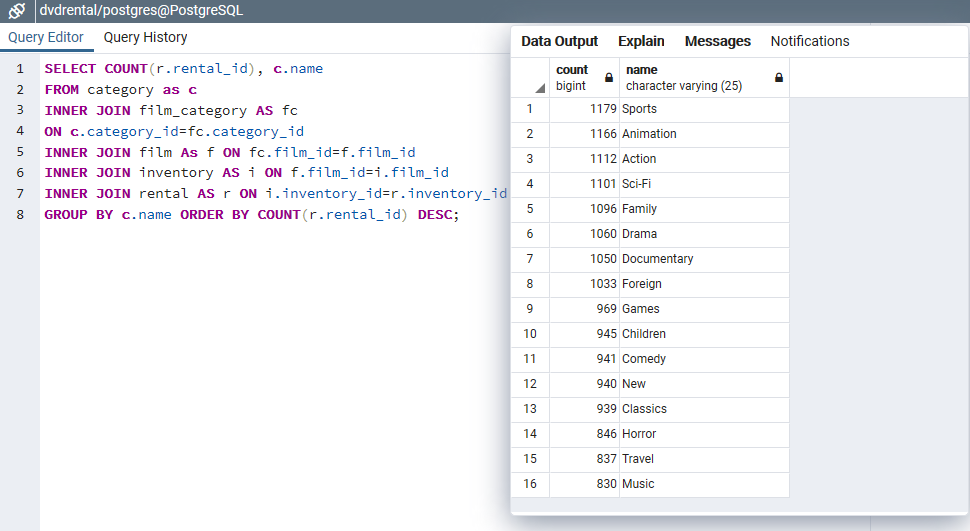 dvdrental/postgres@PostgreSQL
Query Editor Query History
1 SELECT COUNT(r.rental_id), c.name
2 FROM category as c
3 INNER JOIN film_category AS fc
4 ON c.category_id=fc.category_id
5 INNER JOIN film As f ON fc.film_id=f.film_id
6 INNER JOIN inventory AS i ON f.film_id=i.film_id
7 INNER JOIN rental AS r ON i.inventory_id=r.inventory_id
8 GROUP BY c.name ORDER BY COUNT(r.rental_id) DESC;
Data Output Explain Messages Notifications
count name
bigint character varying (25)
1 1179 Sports
2 1166 Animation
3 1112 Action
4 1101 Sci-Fi
5 1096 Family
6 1060 Drama
7 1050 Documentary
8 1033 Foreign
9 969 Games
10 945 Children
11 941 Comedy
12 940 New
13 939 Classics
14 846 Horror
15 837 Travel
16 830 Music